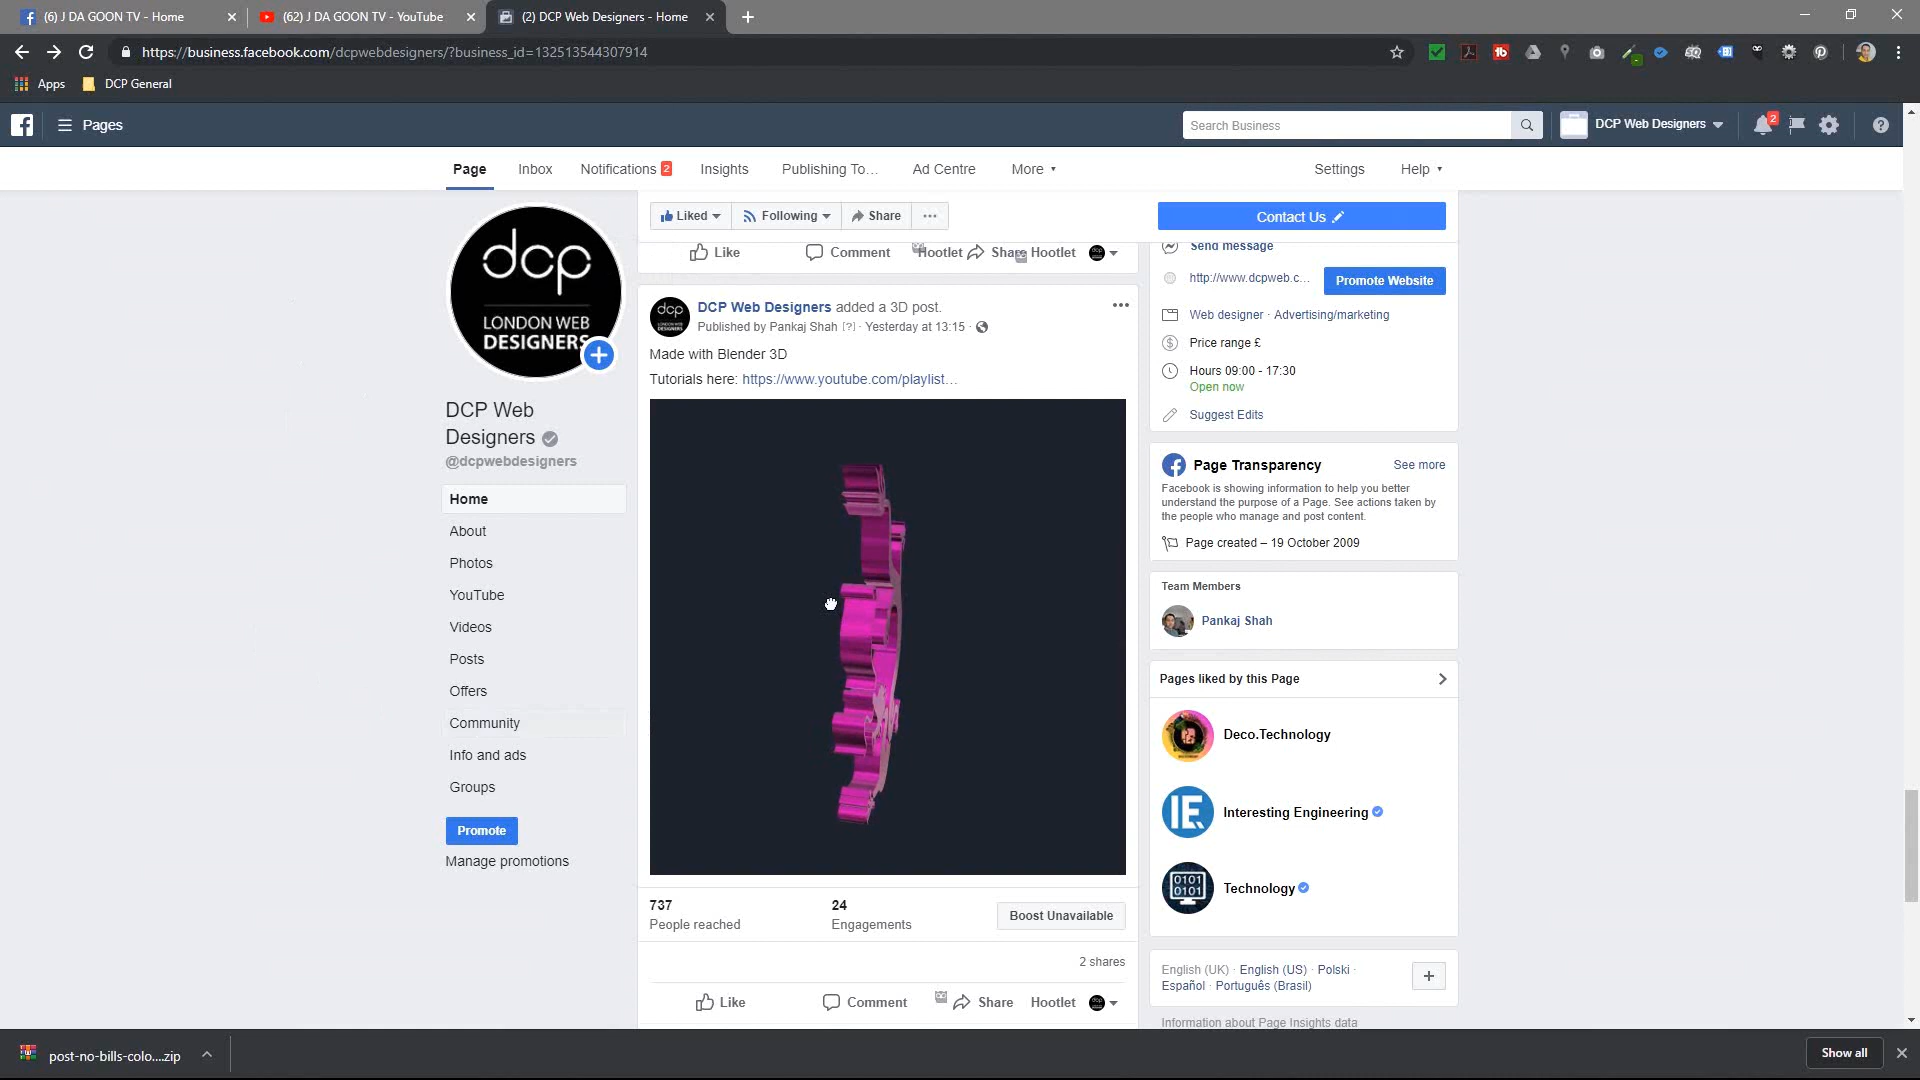 (6) J DA GOON TV - Home
(62) J DA GOON TV - YouTube
(2) DCP Web Designers - Home
https://business.facebook.com/dcpwebdesigners/?business_id=132513544307914
Apps
DCP General
Pages
Search Business
DCP Web Designers
2
Page
Inbox
Notifications 2
Insights
Publishing To…
Ad Centre
More
Settings
Help
dcp
LONDON WEB
DESIGNERS
DCP Web
Designers
@dcpwebdesigners
Home
About
Photos
YouTube
Videos
Posts
Offers
Community
Info and ads
Groups
Promote
Manage promotions
Liked
Following
Share
Contact Us
Like
Comment
Hootlet
Share
Hootlet
DCP Web Designers added a 3D post.
Published by Pankaj Shah [?] · Yesterday at 13:15 ·
Made with Blender 3D
Tutorials here: https://www.youtube.com/playlist…
737
People reached
24
Engagements
Boost Unavailable
2 shares
Like
Comment
Share
Hootlet
Send message
http://www.dcpweb.c...
Promote Website
Web designer · Advertising/marketing
Price range £
Hours 09:00 - 17:30
Open now
Suggest Edits
Page Transparency
See more
Facebook is showing information to help you better
understand the purpose of a Page. See actions taken by
the people who manage and post content.
Page created – 19 October 2009
Team Members
Pankaj Shah
Pages liked by this Page
Deco.Technology
IE
Interesting Engineering
0101
0101
Technology
English (UK) · English (US) · Polski ·
Español · Português (Brasil)
Information about Page Insights data
post-no-bills-colo....zip
Show all